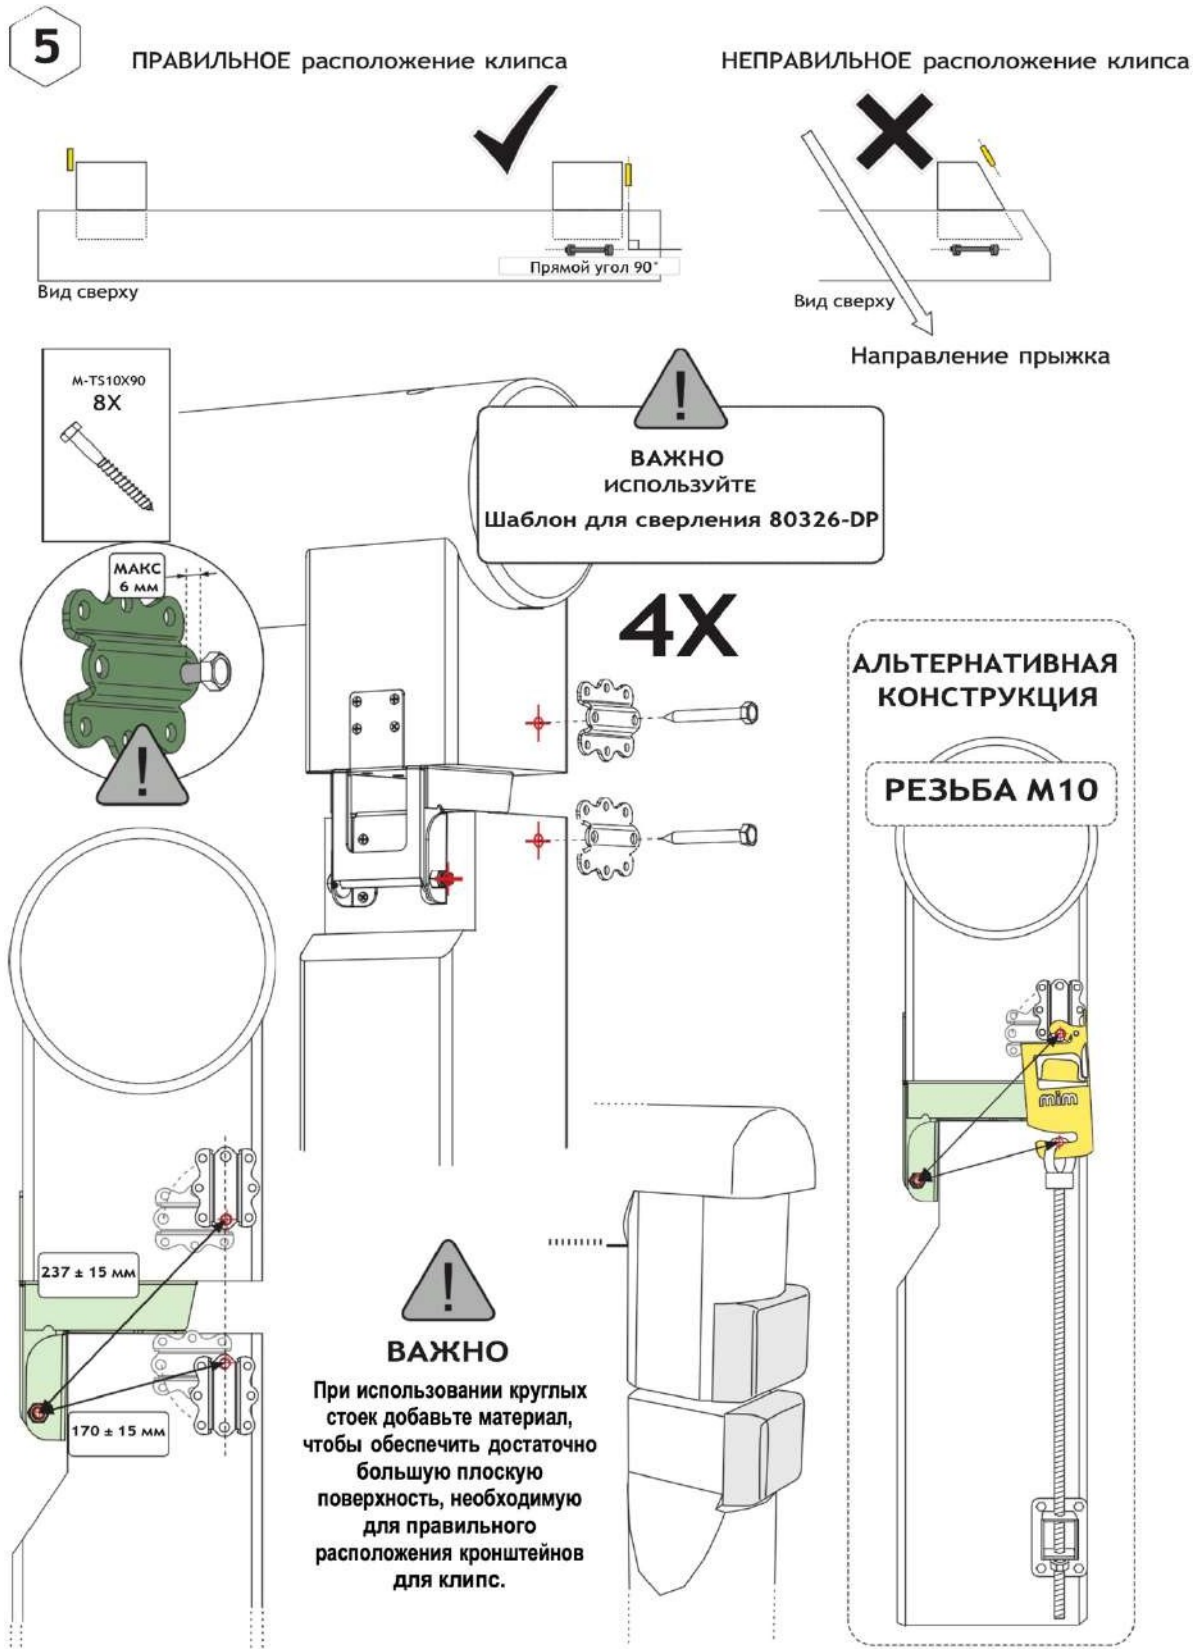 5
ПРАВИЛЬНОЕ расположение клипса
НЕПРАВИЛЬНОЕ расположение клипса
Прямой угол 90°
Вид сверху
Вид сверху
Направление прыжка
M-TS10X90
8X
!
ВАЖНО
ИСПОЛЬЗУЙТЕ
Шаблон для сверления 80326-DP
МАКС
6 мм
!
4X
АЛЬТЕРНАТИВНАЯ
КОНСТРУКЦИЯ
РЕЗЬБА М10
mim
237 ± 15 мм
170 ± 15 мм
!
ВАЖНО
При использовании круглых
стоек добавьте материал,
чтобы обеспечить достаточно
большую плоскую
поверхность, необходимую
для правильного
расположения кронштейнов
для клипс.